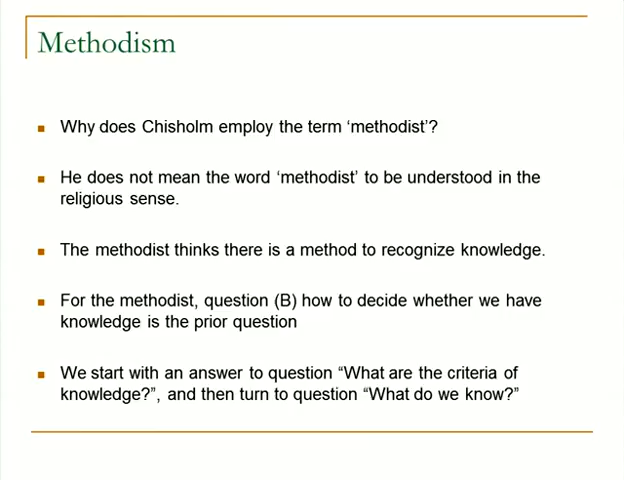 Methodism
Why does Chisholm employ the term ‘methodist’?
He does not mean the word ‘methodist’ to be understood in the
religious sense.
The methodist thinks there is a method to recognize knowledge.
For the methodist, question (B) how to decide whether we have
knowledge is the prior question
We start with an answer to question “What are the criteria of
knowledge?”, and then turn to question “What do we know?”